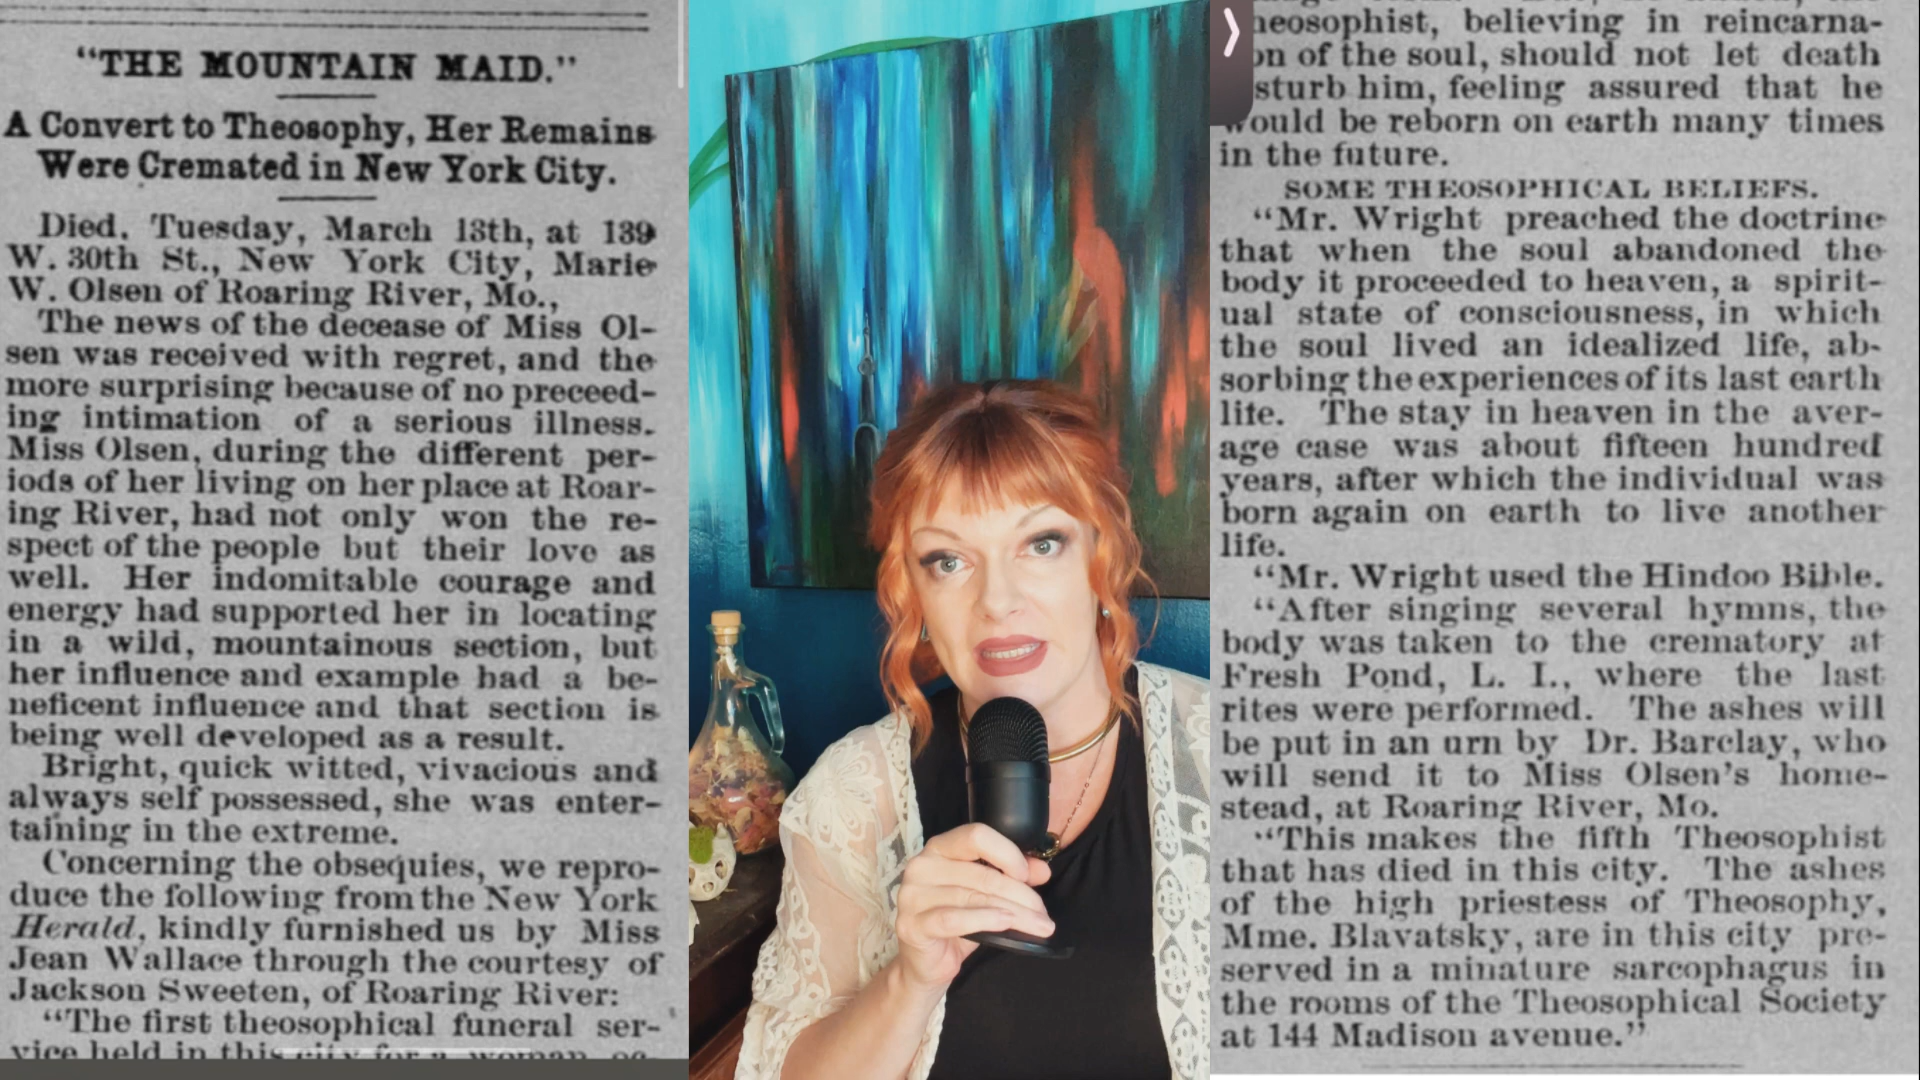 "THE MOUNTAIN MAID."
A Convert to Theosophy, Her Remains
Were Cremated in New York City.
Died, Tuesday, March 13th, at 139
W. 30th St., New York City, Marie
W. Olsen of Roaring River, Mo.,
The news of the decease of Miss Ol-
sen was received with regret, and the
more surprising because of no preceed-
ing intimation of a serious illness.
Miss Olsen, during the different per-
iods of her living on her place at Roar-
ing River, had not only won the re-
spect of the people but their love as
well. Her indomitable courage and
energy had supported her in locating
in a wild, mountainous section, but
her influence and example had a be-
neficent influence and that section is
being well developed as a result.
Bright, quick witted, vivacious and
always self possessed, she was enter-
taining in the extreme.
Concerning the obsequies, we repro-
duce the following from the New York
Herald, kindly furnished us by Miss
Jean Wallace through the courtesy of
Jackson Sweeten, of Roaring River:
"The first theosophical funeral ser-
vice held in this city for a woman oc-
heosophist, believing in reincarna-
on of the soul, should not let death
sturb him, feeling assured that he
would be reborn on earth many times
in the future.
SOME THEOSOPHICAL BELIEFS.
"Mr. Wright preached the doctrine
that when the soul abandoned the
body it proceeded to heaven, a spirit-
ual state of consciousness, in which
the soul lived an idealized life, ab-
sorbing the experiences of its last earth
life. The stay in heaven in the aver-
age case was about fifteen hundred
years, after which the individual was
born again on earth to live another
life.
"Mr. Wright used the Hindoo Bible.
"After singing several hymns, the
body was taken to the crematory at
Fresh Pond, L. I., where the last
rites were performed. The ashes will
be put in an urn by Dr. Barclay, who
will send it to Miss Olsen's home-
stead, at Roaring River, Mo.
"This makes the fifth Theosophist
that has died in this city. The ashes
of the high priestess of Theosophy,
Mme. Blavatsky, are in this city pre-
served in a minature sarcophagus in
the rooms of the Theosophical Society
at 144 Madison avenue."